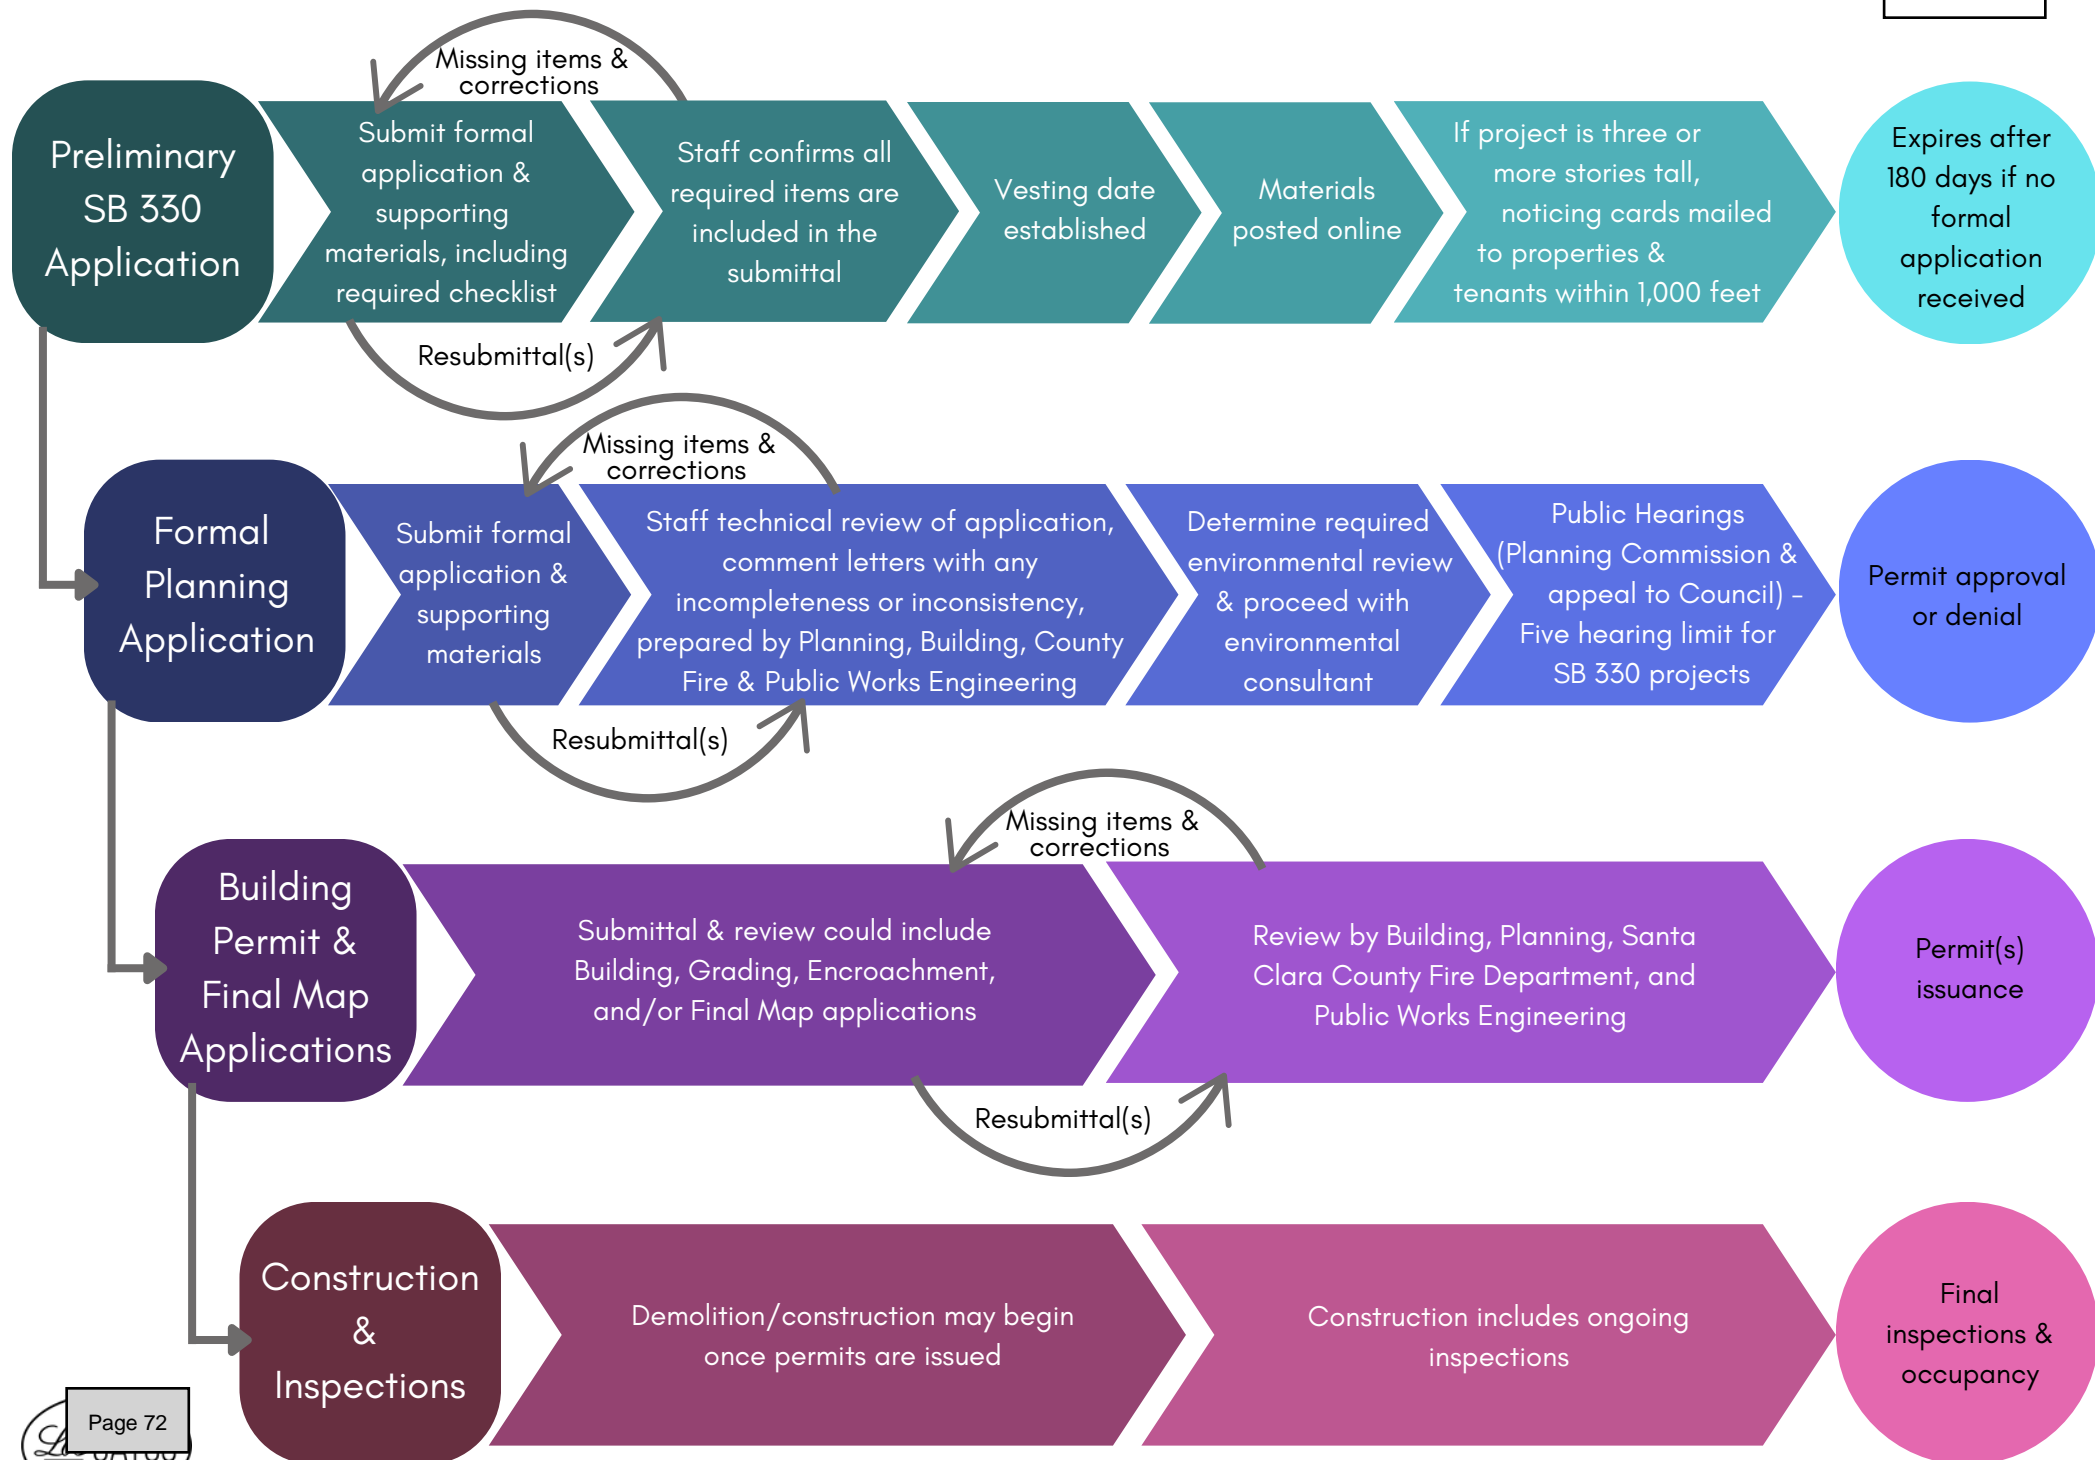 Missing items &
corrections
Preliminary
SB 330
Application
Submit formal
application &
supporting
materials, including
required checklist
Staff confirms all
required items are
included in the
submittal
Vesting date
established
Materials
posted online
If project is three or
more stories tall,
noticing cards mailed
to properties &
tenants within 1,000 feet
Expires after
180 days if no
formal
application
received
Resubmittal(s)
Missing items &
corrections
Formal
Planning
Application
Submit formal
application &
supporting
materials
Staff technical review of application,
comment letters with any
incompleteness or inconsistency,
prepared by Planning, Building, County
Fire & Public Works Engineering
Determine required
environmental review
& proceed with
environmental
consultant
Public Hearings
(Planning Commission &
appeal to Council) –
Five hearing limit for
SB 330 projects
Permit approval
or denial
Resubmittal(s)
Missing items &
corrections
Building
Permit &
Final Map
Applications
Submittal & review could include
Building, Grading, Encroachment,
and/or Final Map applications
Review by Building, Planning, Santa
Clara County Fire Department, and
Public Works Engineering
Permit(s)
issuance
Resubmittal(s)
Construction
&
Inspections
Demolition/construction may begin
once permits are issued
Construction includes ongoing
inspections
Final
inspections &
occupancy
Page 72